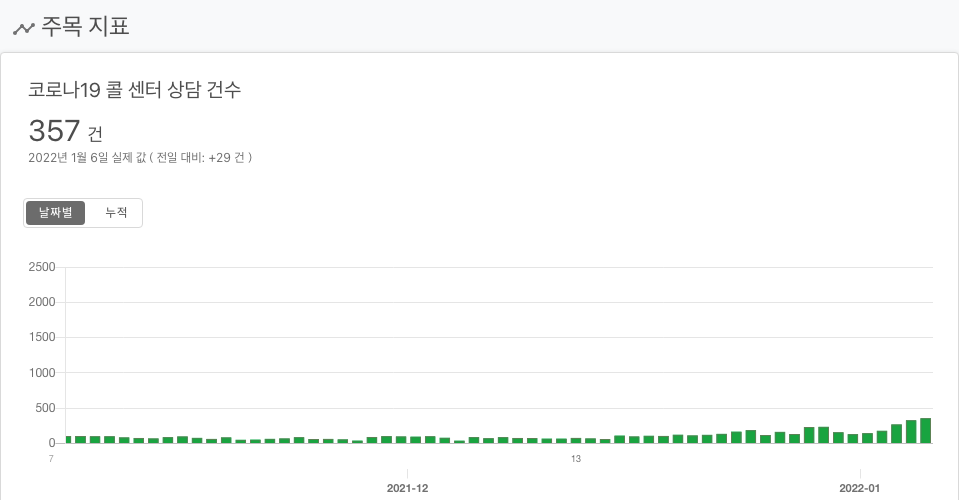 주목 지표
코로나19 콜 센터 상담 건수
357 건
2022년 1월 6일 실제 값 ( 전일 대비: +29 건 )
날짜별 누적
2500
2000
1500
1000
500
0
7 13
2021-12 2022-01